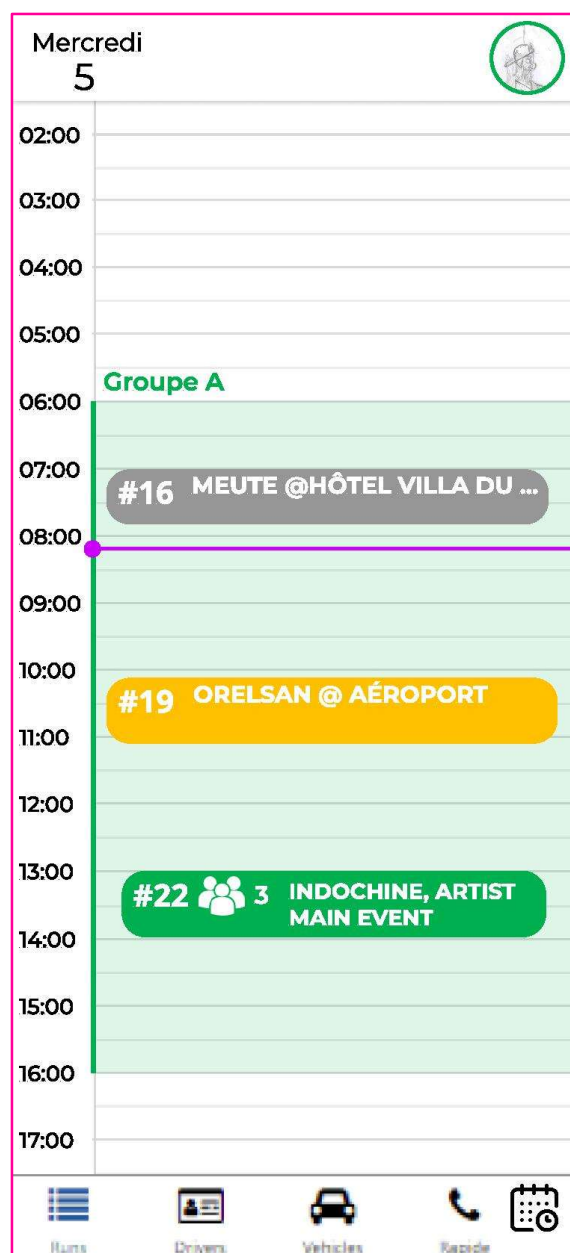 Mercredi
5
02:00
03:00
04:00
05:00
Groupe A
06:00
07:00
#16 MEUTE @HÔTEL VILLA DU ...
08:00
09:00
10:00
#19 ORELSAN @ AÉROPORT
11:00
12:00
13:00
#22 3 INDOCHINE, ARTIST
MAIN EVENT
14:00
15:00
16:00
17:00
Runs Drivers Vehicles Rapide